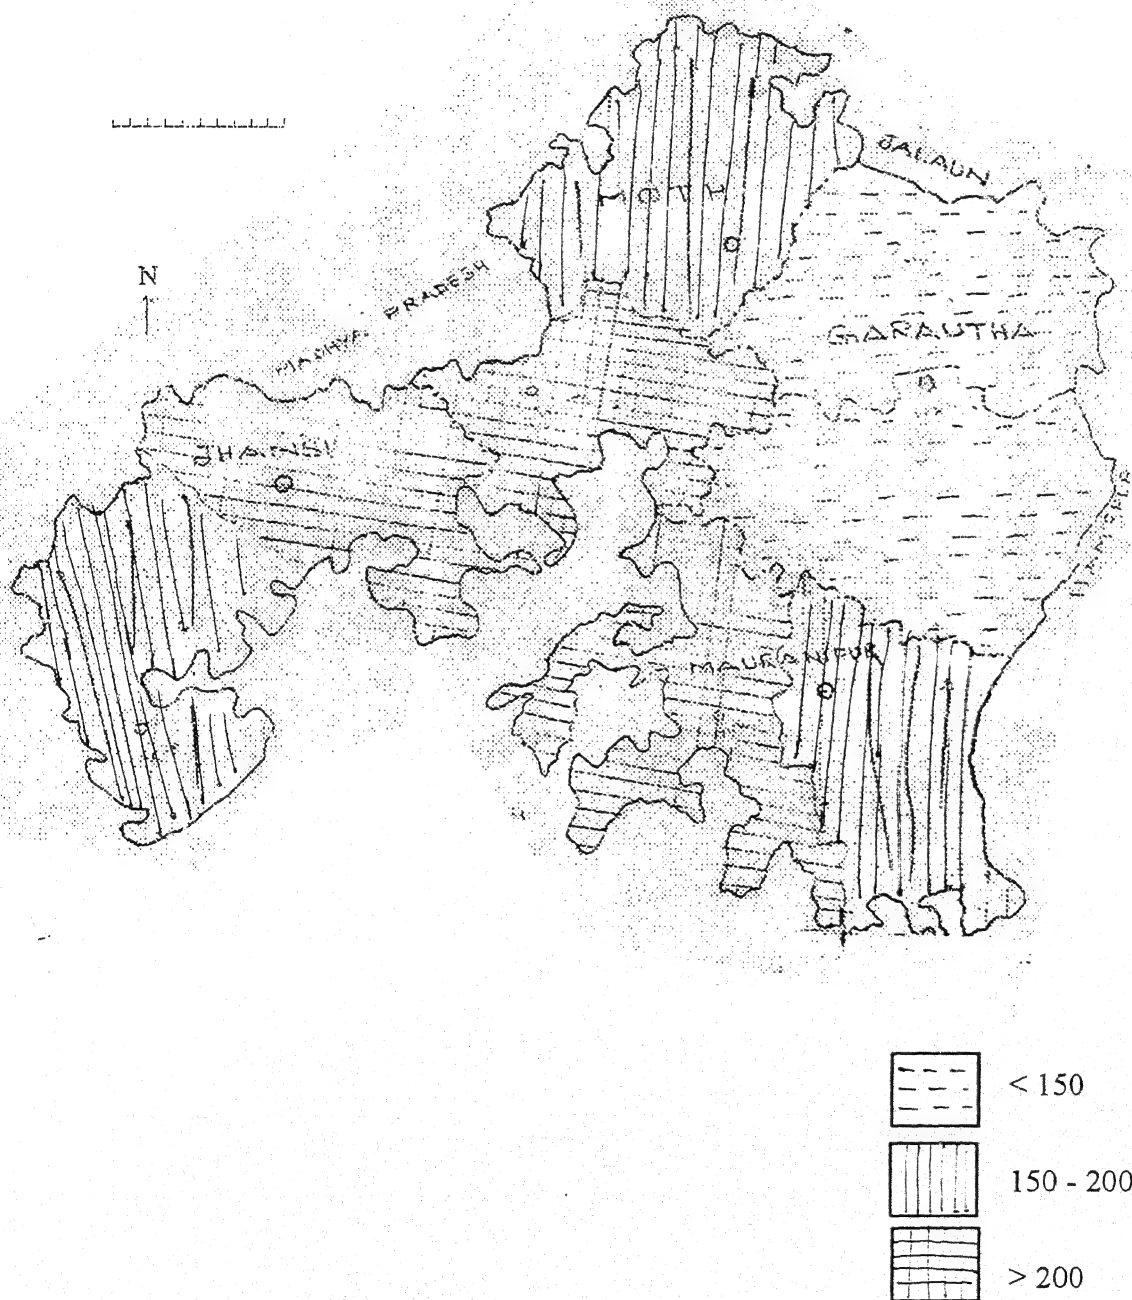 JALAUN
MOTH
N
MADHYA PRADESH
GARAUTHA
JHANSI
MAURANIPUR
< 150
150 - 200
> 200